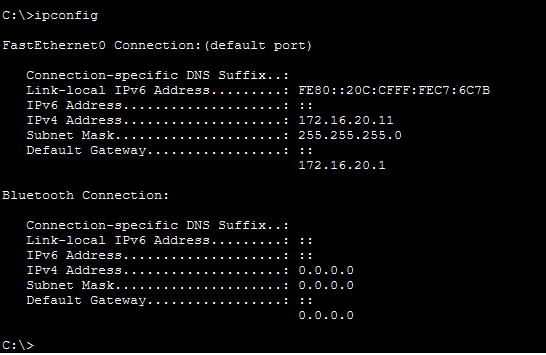 C:\>ipconfig
FastEthernet0 Connection:(default port)
Connection-specific DNS Suffix..:
Link-local IPv6 Address.........: FE80::20C:CFFF:FEC7:6C7B
IPv6 Address....................: ::
IPv4 Address....................: 172.16.20.11
Subnet Mask.....................: 255.255.255.0
Default Gateway.................: ::
172.16.20.1
Bluetooth Connection:
Connection-specific DNS Suffix..:
Link-local IPv6 Address.........: ::
IPv6 Address....................: ::
IPv4 Address....................: 0.0.0.0
Subnet Mask.....................: 0.0.0.0
Default Gateway.................: ::
0.0.0.0
C:\>